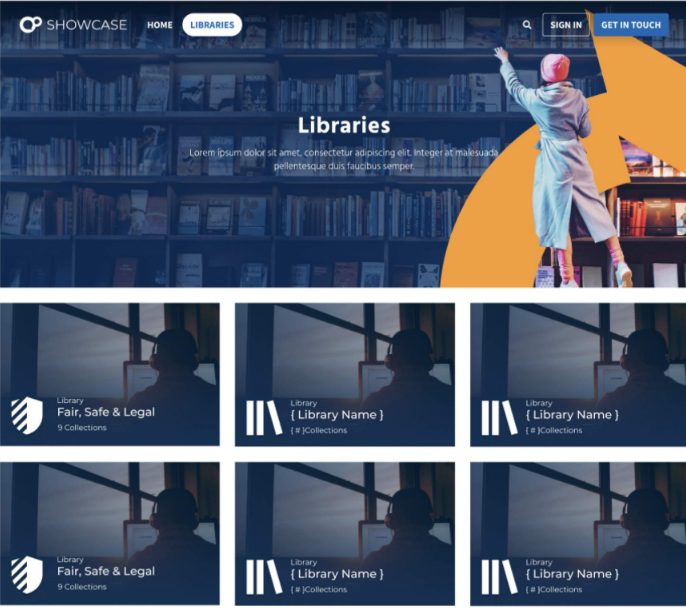 SHOWCASE HOME LIBRARIES SIGN IN GET IN TOUCH
Libraries
Lorem ipsum dolor sit amet, consectetur adipiscing elit. Integer at malesuada
pellentesque duis faucibus semper.
Library
Fair, Safe & Legal
9 Collections
Library
{ Library Name }
{ # }Collections
Library
{ Library Name }
{ # }Collections
Library
Fair, Safe & Legal
9 Collections
Library
{ Library Name }
{ # }Collections
Library
{ Library Name }
{ # }Collections